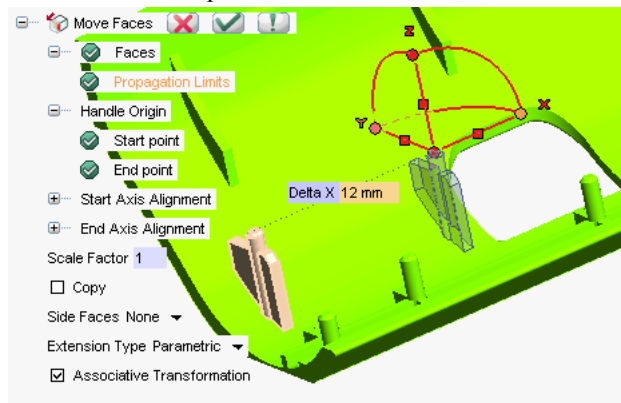 Move Faces
Faces
Propagation Limits
Handle Origin
Start point
End point
Start Axis Alignment
End Axis Alignment
Scale Factor 1
Copy
Side Faces None
Extension Type Parametric
Associative Transformation
Z
X
Y
Delta X 12 mm